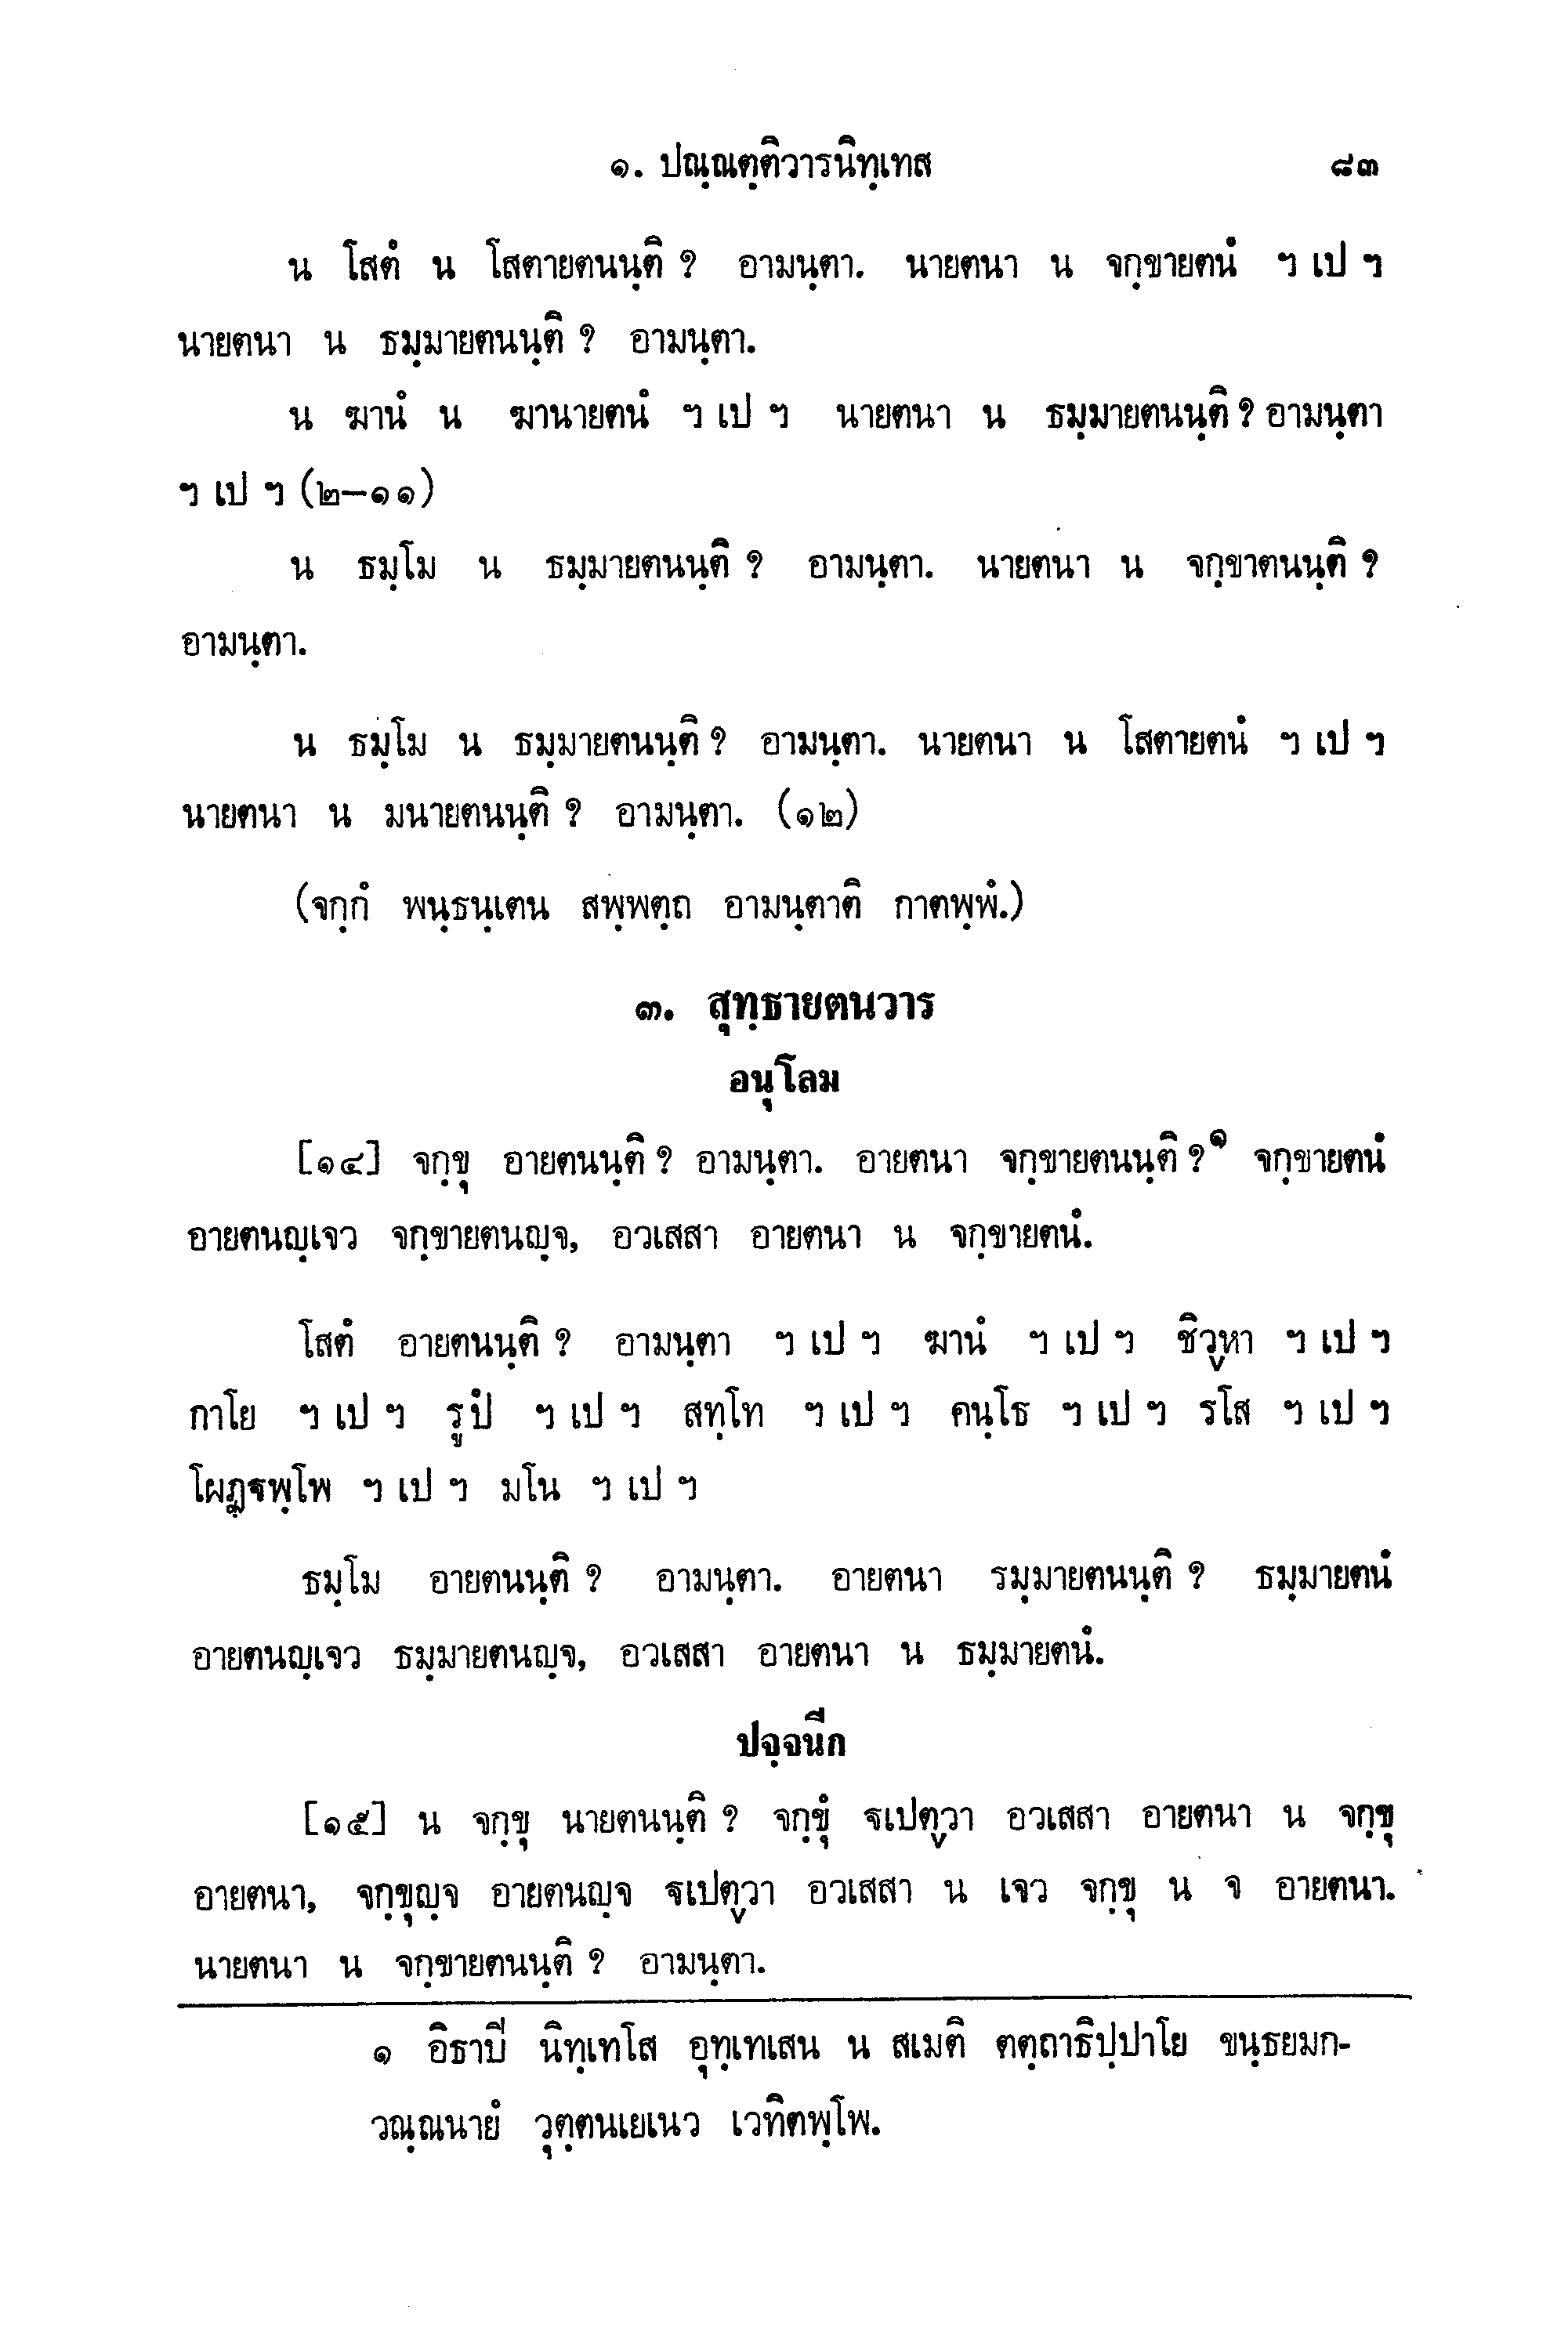 ๑. ปณฺณตฺติวารนิทฺเทส ๘๓
น โสตํ น โสตายตนนฺติ ? อามนฺตา. นายตนา น จกฺขายตนํ ฯ เป ฯ
นายตนา น ธมฺมายตนนฺติ ? อามนฺตา.
น ฆานํ น ฆานายตนํ ฯ เป ฯ นายตนา น ธมฺมายตนนฺติ ? อามนฺตา
ฯ เป ฯ (๒–๑๑)
น ธมฺโม น ธมฺมายตนนฺติ ? อามนฺตา. นายตนา น จกฺขาตนนฺติ ?
อามนฺตา.
น ธมฺโม น ธมฺมายตนนฺติ ? อามนฺตา. นายตนา น โสตายตนํ ฯ เป ฯ
นายตนา น มนายตนนฺติ ? อามนฺตา. (๑๒)
(จกฺกํ พนฺธนฺเตน สพฺพตฺถ อามนฺตาติ กาตพฺพํ.)
๓. สุทฺธายตนวาร
อนุโลม
[๑๔] จกฺขุ อายตนนฺติ ? อามนฺตา. อายตนา จกฺขายตนนฺติ ?๑ จกฺขายตนํ
อายตนญฺเจว จกฺขายตนญฺจ, อวเสสา อายตนา น จกฺขายตนํ.
โสตํ อายตนนฺติ ? อามนฺตา ฯ เป ฯ ฆานํ ฯ เป ฯ ชิวฺหา ฯ เป ฯ
กาโย ฯ เป ฯ รูปํ ฯ เป ฯ สทฺโท ฯ เป ฯ คนฺโธ ฯ เป ฯ รโส ฯ เป ฯ
โผฏฺฐพฺโพ ฯ เป ฯ มโน ฯ เป ฯ
ธมฺโม อายตนนฺติ ? อามนฺตา. อายตนา รมฺมายตนนฺติ ? ธมฺมายตนํ
อายตนญฺเจว ธมฺมายตนญฺจ, อวเสสา อายตนา น ธมฺมายตนํ.
ปจฺจนีก
[๑๕] น จกฺขุ นายตนนฺติ ? จกฺขุํ ฐเปตฺวา อวเสสา อายตนา น จกฺขุ
อายตนา, จกฺขุญฺจ อายตนญฺจ ฐเปตฺวา อวเสสา น เจว จกฺขุ น จ อายตนา.
นายตนา น จกฺขายตนนฺติ ? อามนฺตา.
๑ อิธาปิ นิทฺเทโส อุทฺเทเสน น สเมติ ตตฺถาธิปฺปาโย ขนฺธยมก-
วณฺณนายํ วุตฺตนเยเนว เวทิตพฺโพ.